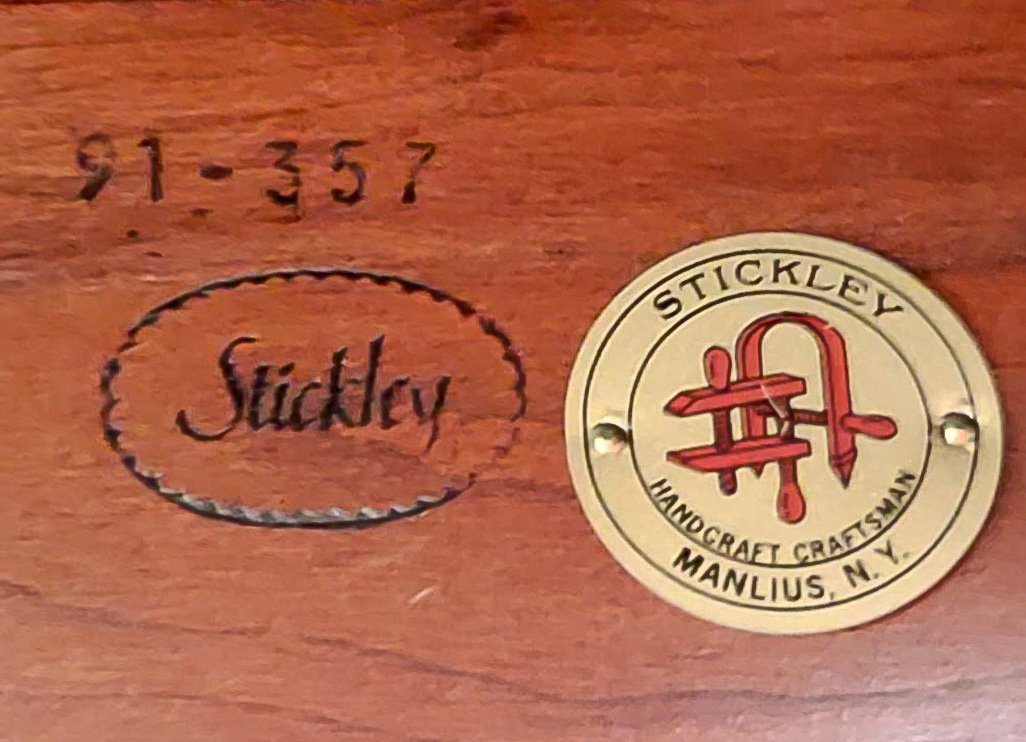 91-357
Stickley
STICKLEY
HANDCRAFT CRAFTSMAN
MANLIUS, N. Y.